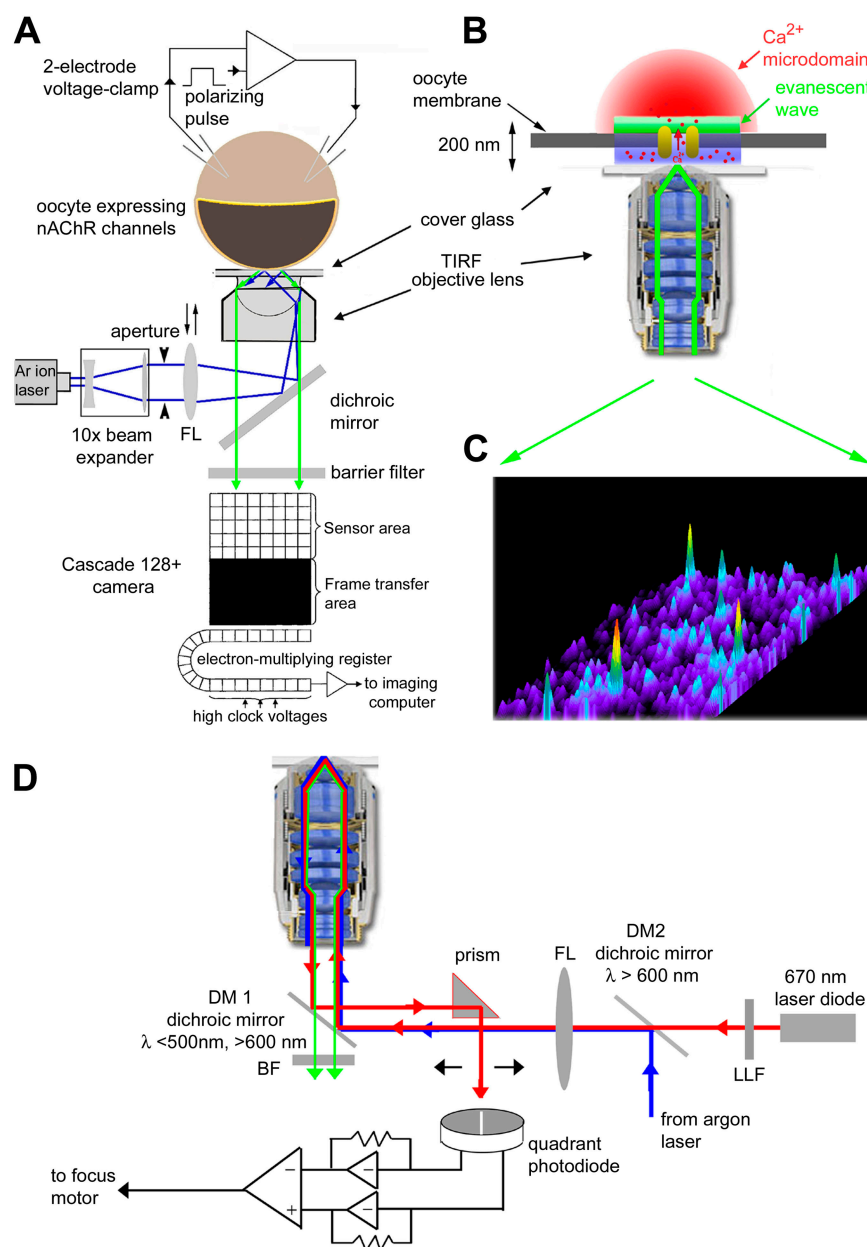 A
2-electrode
voltage-clamp
polarizing
pulse
oocyte expressing
nAChR channels
cover glass
TIRF
objective lens
aperture
Ar ion
laser
10x beam
expander
FL
dichroic
mirror
barrier filter
Sensor area
Cascade 128+
camera
Frame transfer
area
electron-multiplying register
to imaging
computer
high clock voltages
B
Ca2+
microdomain
oocyte
membrane
evanescent
wave
200 nm
Ca2+
C
D
DM 1
dichroic mirror
λ <500nm, >600 nm
BF
prism
FL
DM2
dichroic mirror
λ > 600 nm
670 nm
laser diode
LLF
from argon
laser
quadrant
photodiode
to focus
motor
−
−
+
−